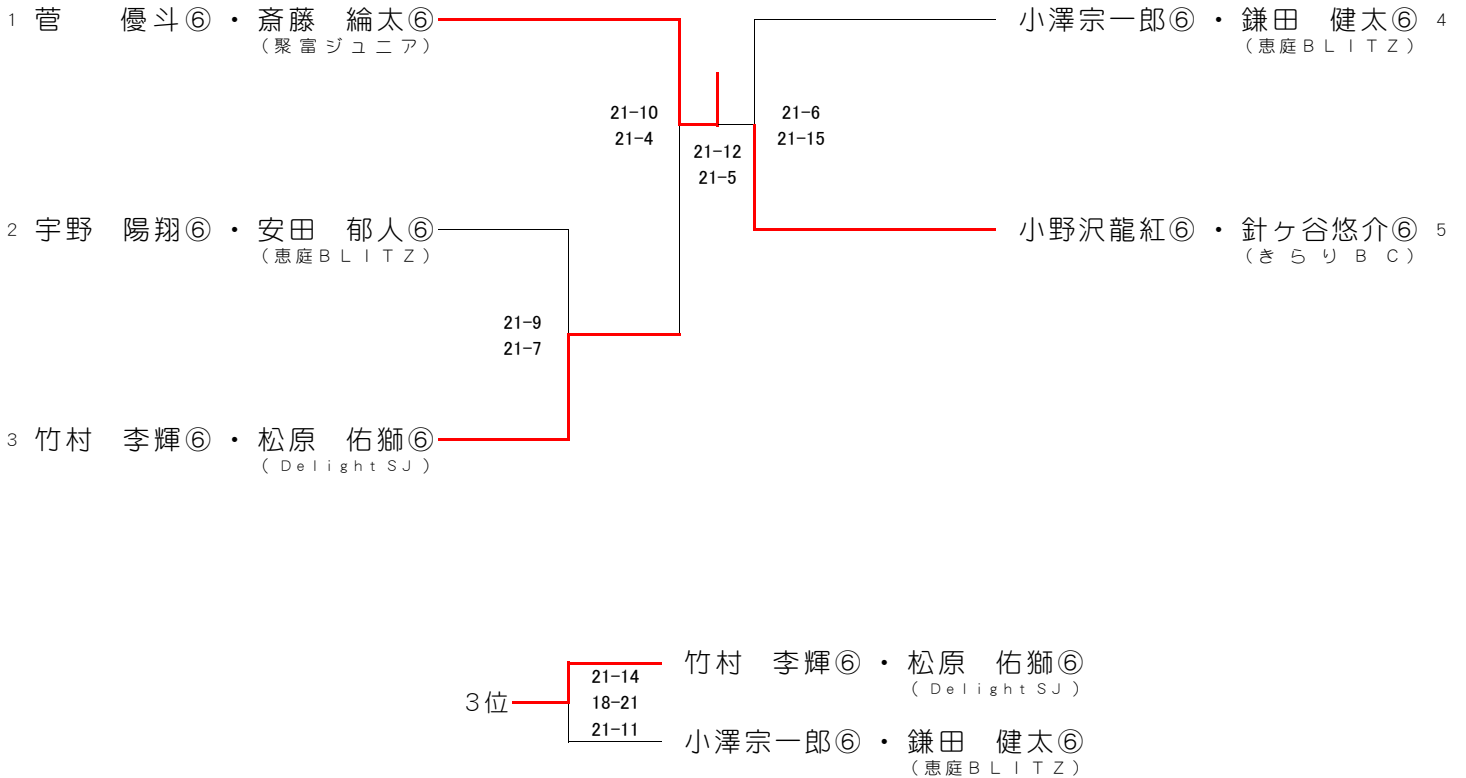 1 菅　　優斗⑥ ・ 斎藤　綸太⑥
（聚富ジュニア）
小澤宗一郎⑥ ・ 鎌田　健太⑥ 4
（恵庭ＢＬＩＴＺ）
21-10
21-4
21-6
21-15
21-12
21-5
2 宇野　陽翔⑥ ・ 安田　郁人⑥
（恵庭ＢＬＩＴＺ）
小野沢龍紅⑥ ・ 針ヶ谷悠介⑥ 5
（きらりＢＣ）
21-9
21-7
3 竹村　李輝⑥ ・ 松原　佑獅⑥
（DelightSJ）
3位
竹村　李輝⑥ ・ 松原　佑獅⑥
（DelightSJ）
21-14
18-21
21-11
小澤宗一郎⑥ ・ 鎌田　健太⑥
（恵庭ＢＬＩＴＺ）